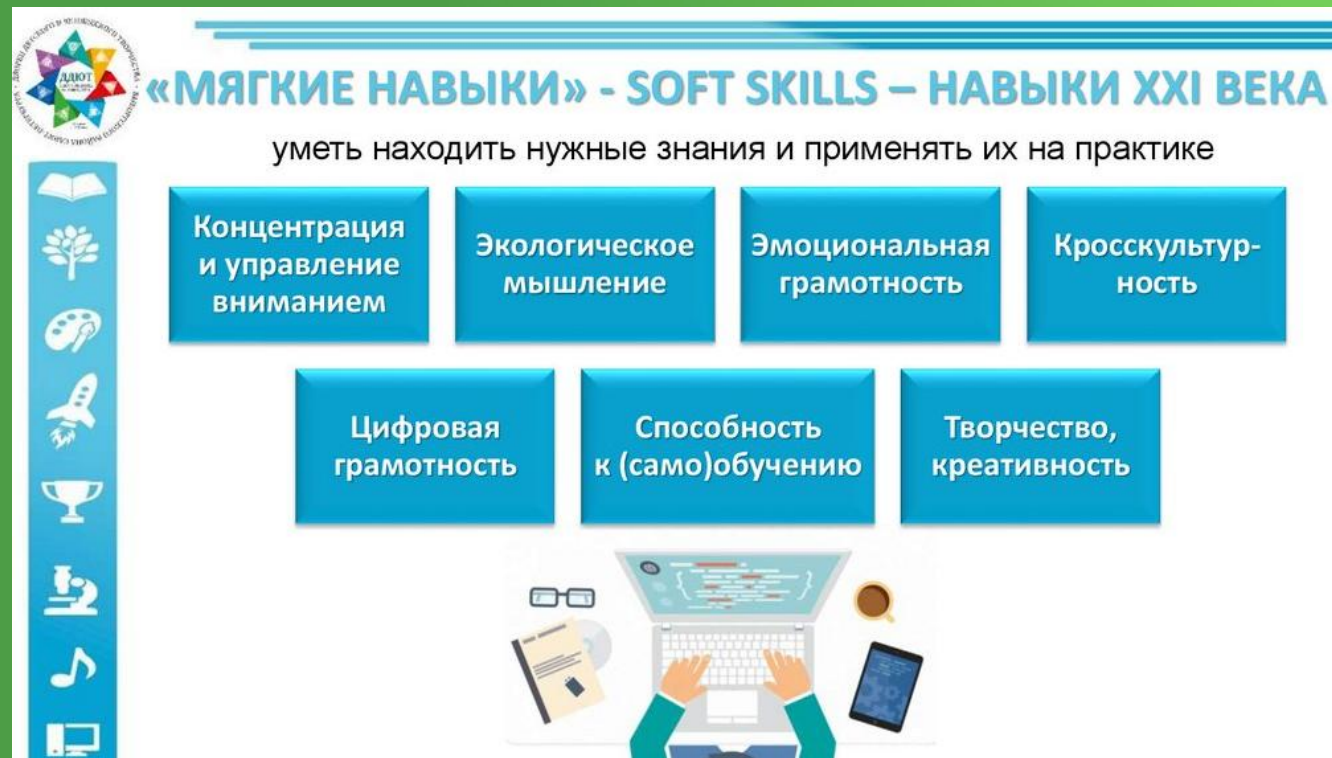 «МЯГКИЕ НАВЫКИ» - SOFT SKILLS – НАВЫКИ XXI ВЕКА
уметь находить нужные знания и применять их на практике
Концентрация
и управление
вниманием
Экологическое
мышление
Эмоциональная
грамотность
Кросскультур-
ность
Цифровая
грамотность
Способность
к (само)обучению
Творчество,
креативность
ДДЮТ